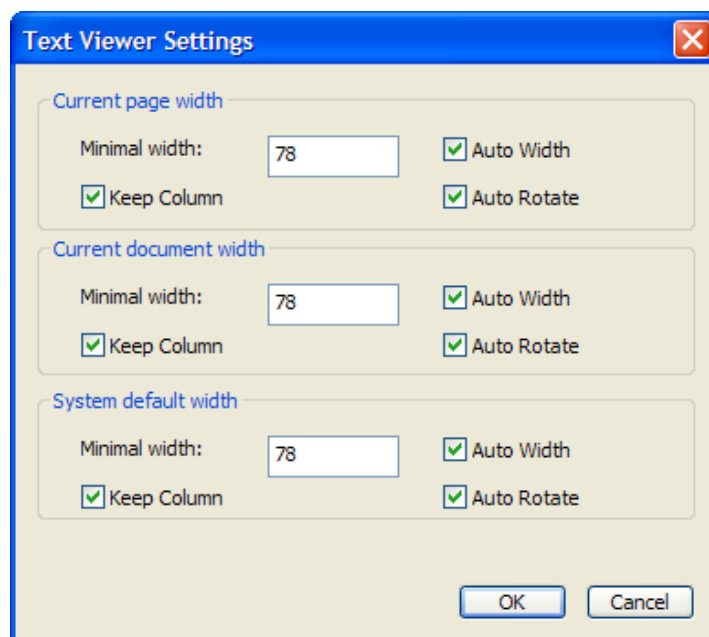 Text Viewer Settings
Current page width
Minimal width: 78 Auto Width
Keep Column Auto Rotate
Current document width
Minimal width: 78 Auto Width
Keep Column Auto Rotate
System default width
Minimal width: 78 Auto Width
Keep Column Auto Rotate
OK Cancel